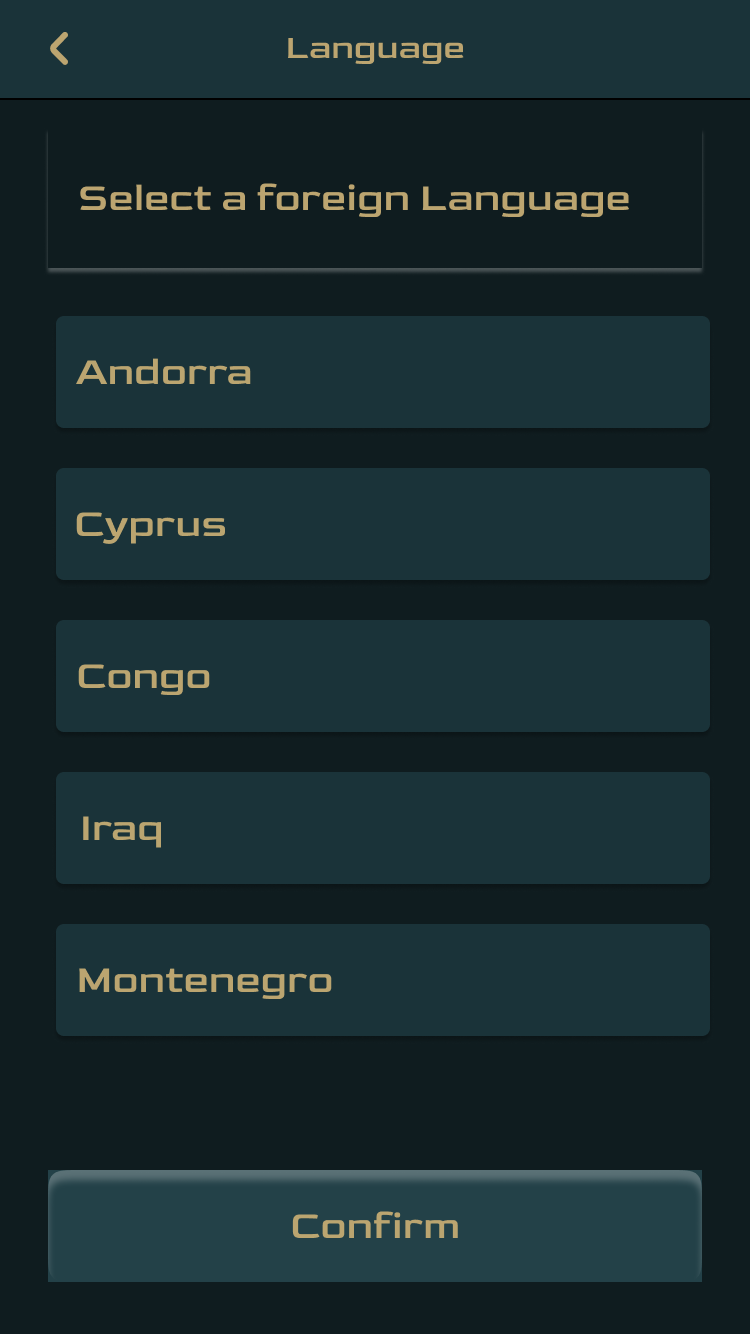 Language
Select a foreign Language
Andorra
Cyprus
Congo
Iraq
Montenegro
Confirm